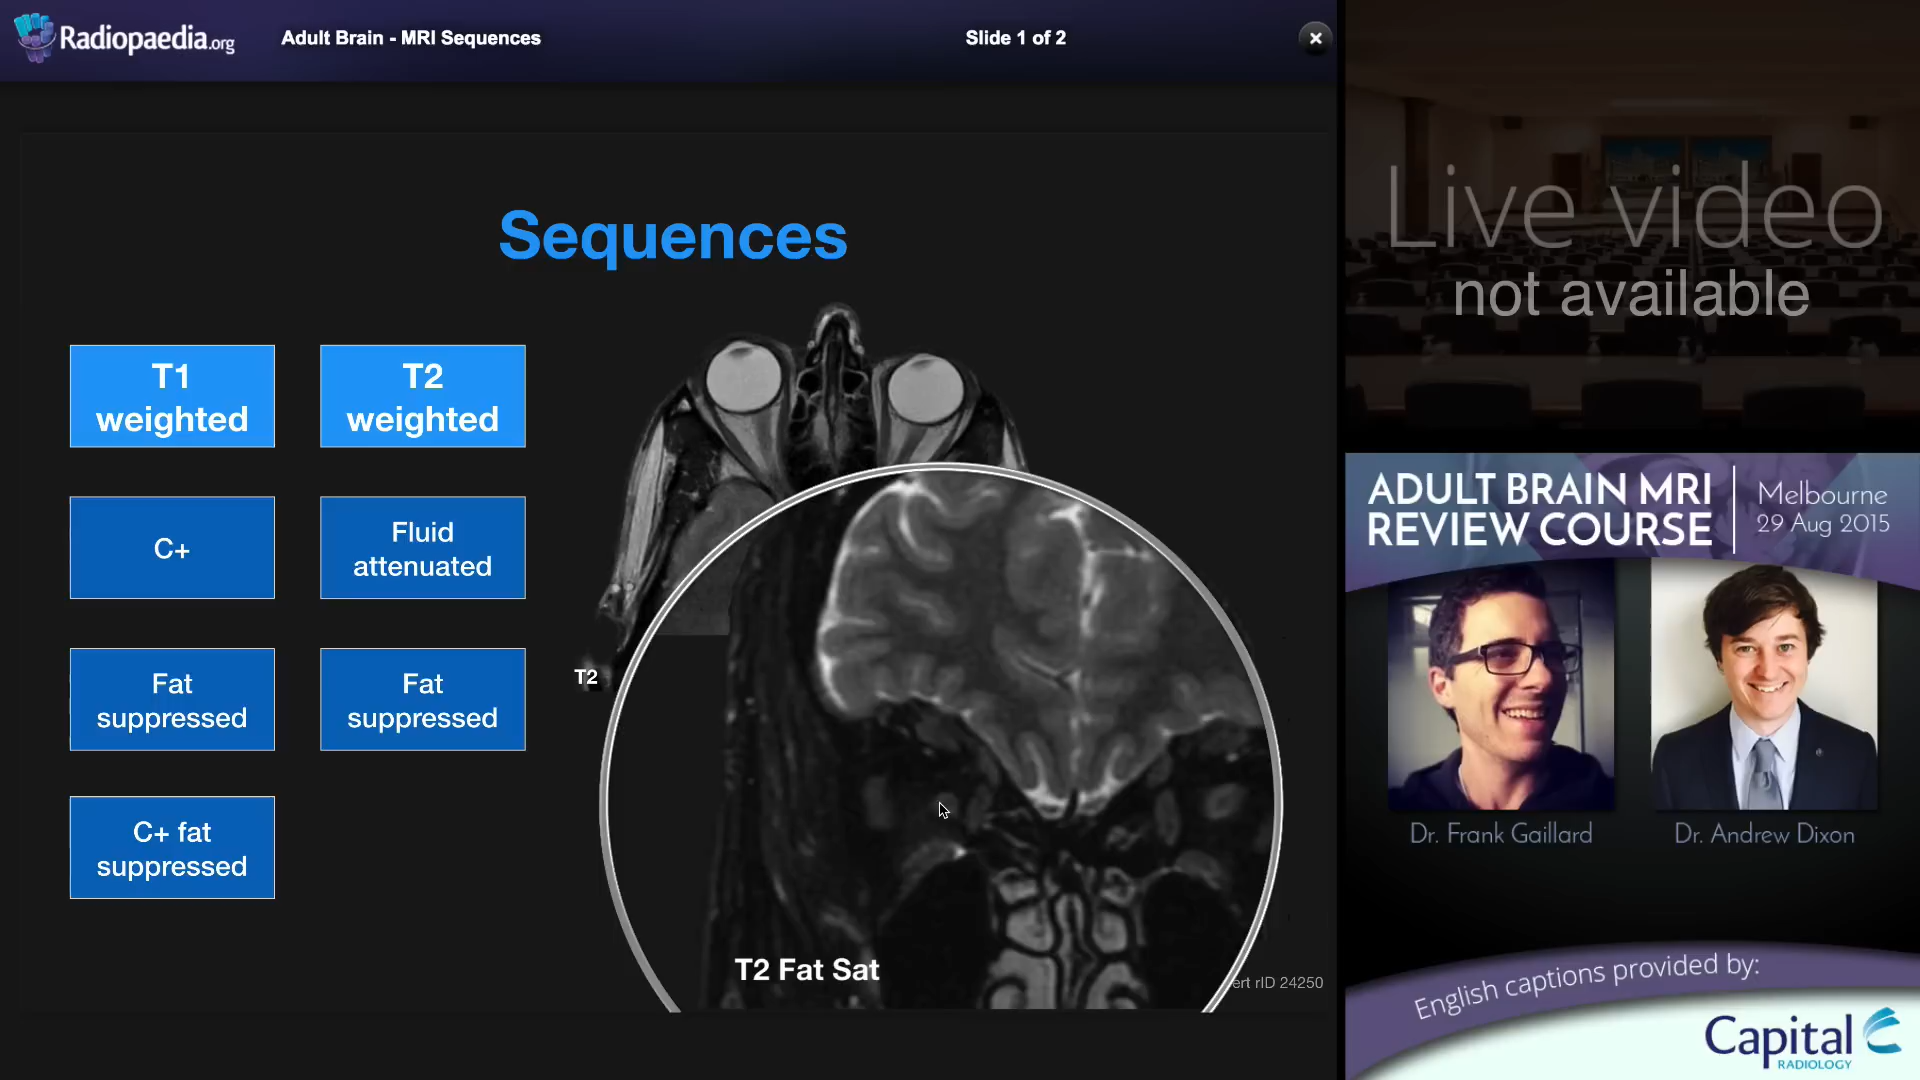 Radiopaedia.org
Adult Brain - MRI Sequences
Slide 1 of 2
Sequences
T1
weighted
T2
weighted
C+
Fluid
attenuated
Fat
suppressed
Fat
suppressed
C+ fat
suppressed
T2
T2 Fat Sat
ert rID 24250
Live video
not available
ADULT BRAIN MRI
REVIEW COURSE
Melbourne
29 Aug 2015
Dr. Frank Gaillard
Dr. Andrew Dixon
English captions provided by:
Capital
RADIOLOGY